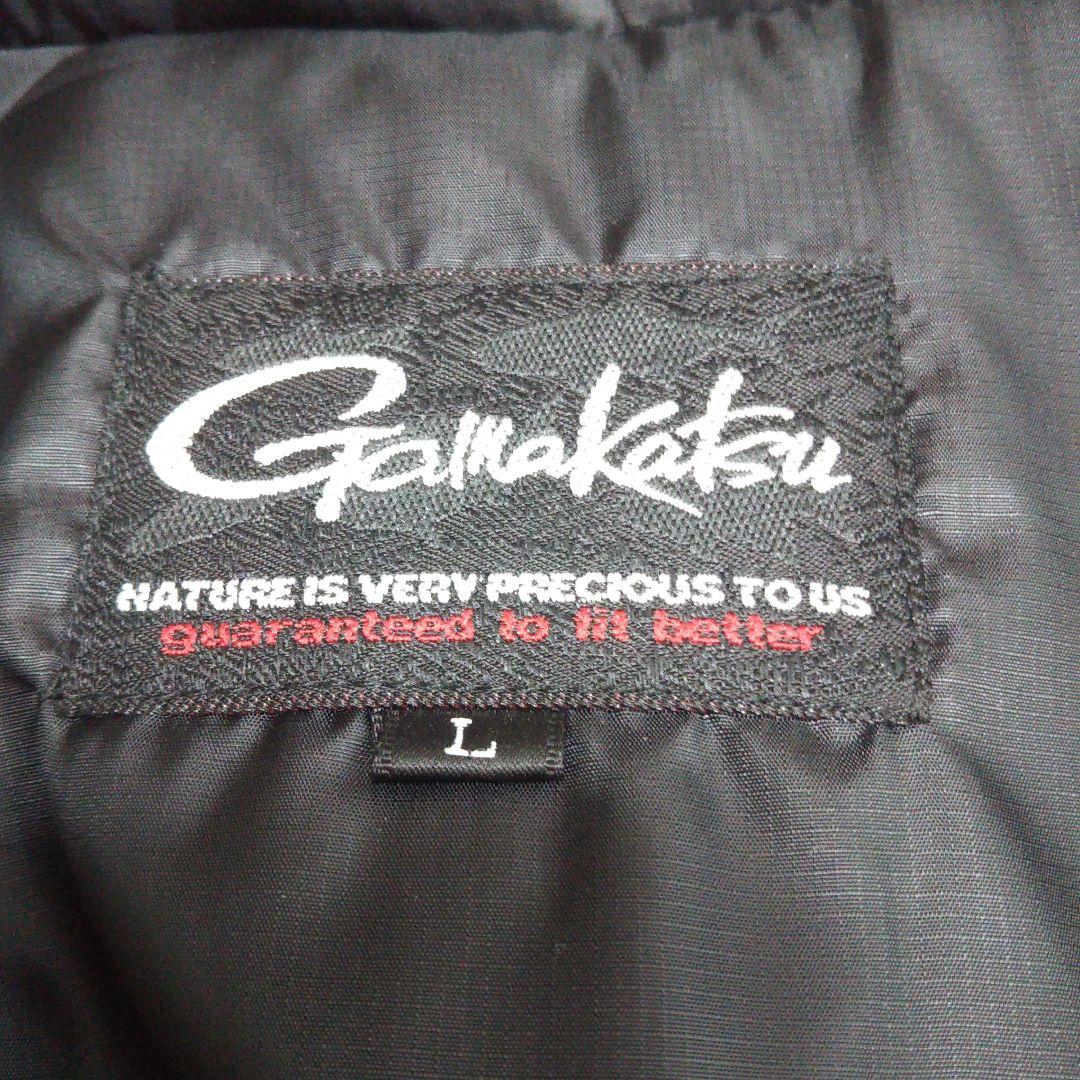 Gamakatsu
NATURE IS VERY PRECIOUS TO US
guaranteed to fit better
L